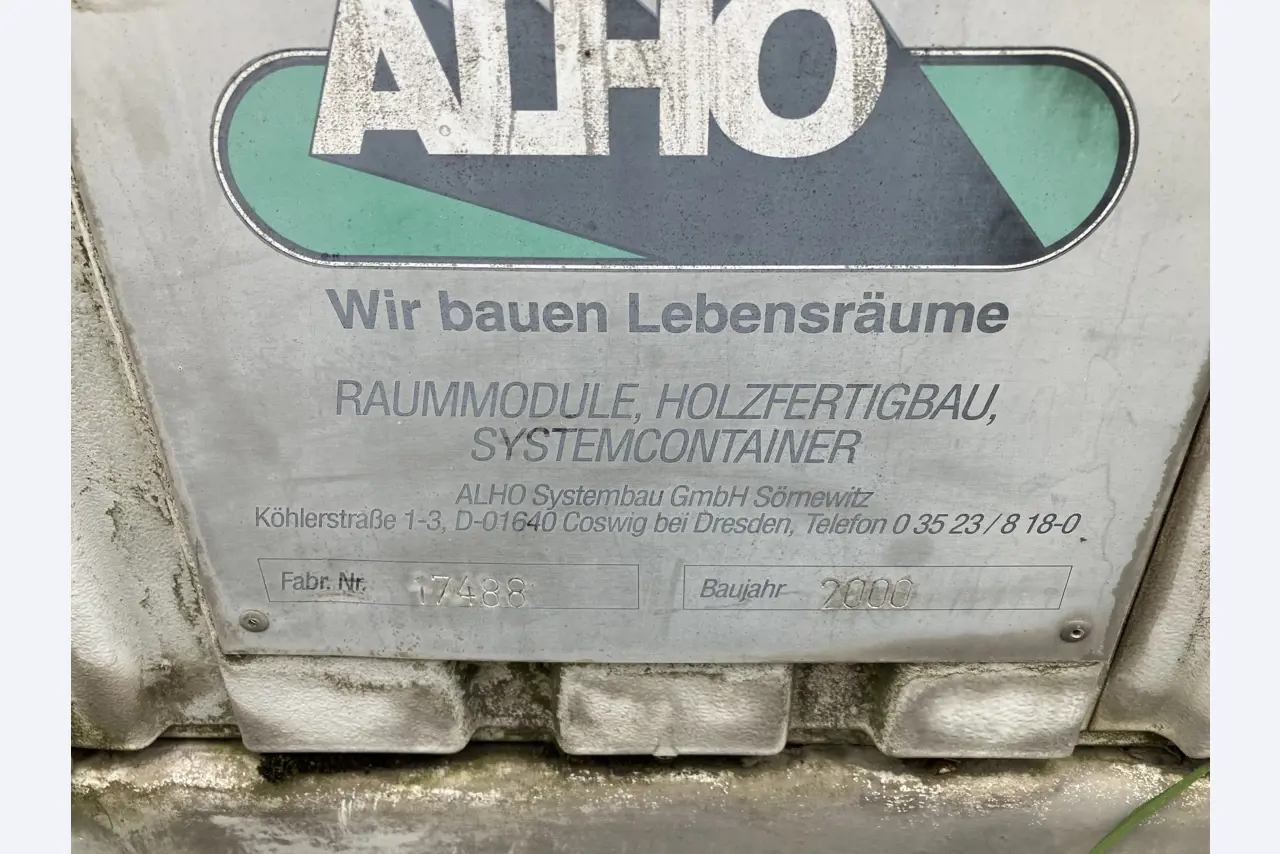 ALHO
Wir bauen Lebensräume
RAUMMODULE, HOLZFERTIGBAU,
SYSTEMCONTAINER
ALHO Systembau GmbH Sörnewitz
Köhlerstraße 1-3, D-01640 Coswig bei Dresden, Telefon 0 35 23 / 8 18-0
Fabr. Nr. 17488 Baujahr 2000